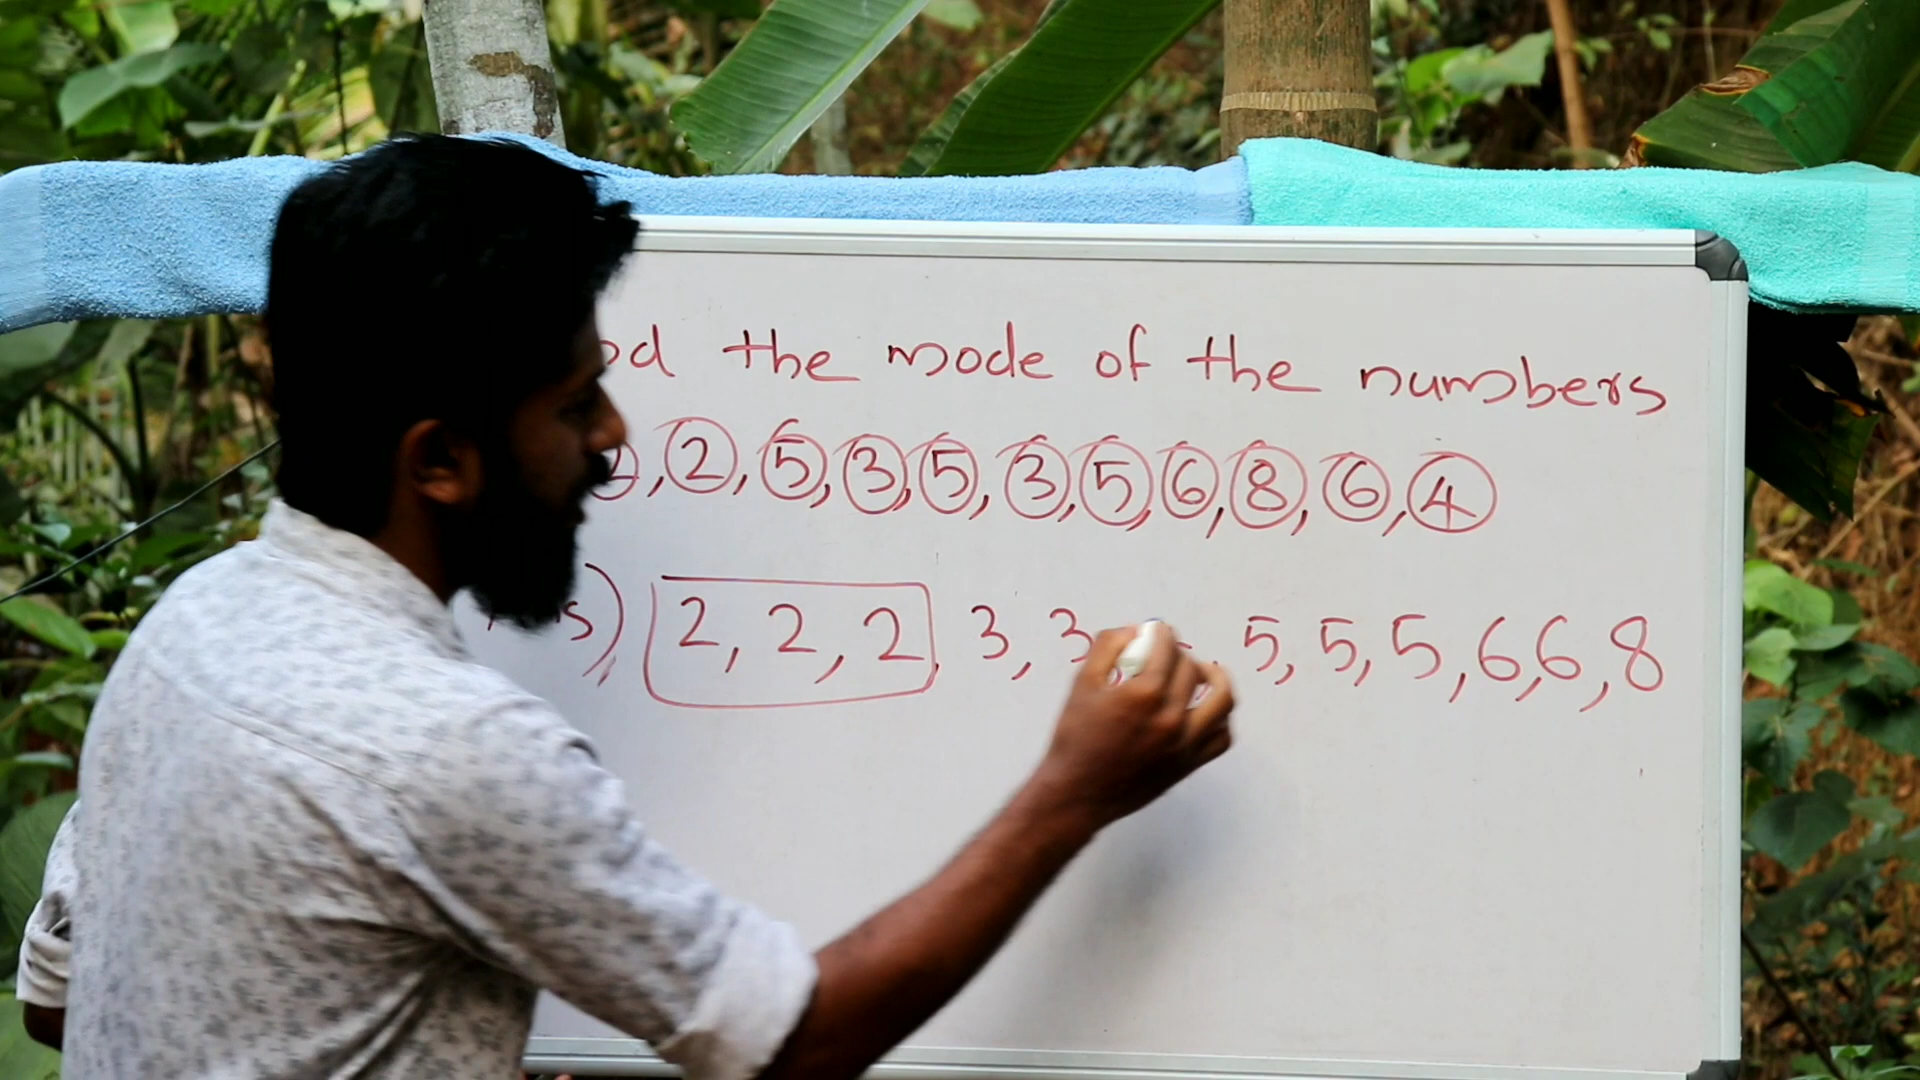 the mode of the numbers
2, 2, 5, 3, 5, 3, 5, 6, 8, 6, 4
2, 2, 2, 3, 3 5, 5, 5, 6, 6, 8